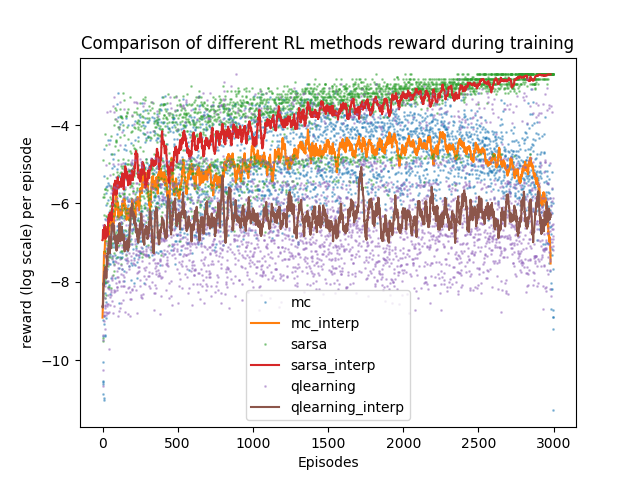 Comparison of different RL methods reward during training
reward (log scale) per episode
−4
−6
−8
−10
mc
mc_interp
sarsa
sarsa_interp
qlearning
qlearning_interp
0 500 1000 1500 2000 2500 3000
Episodes